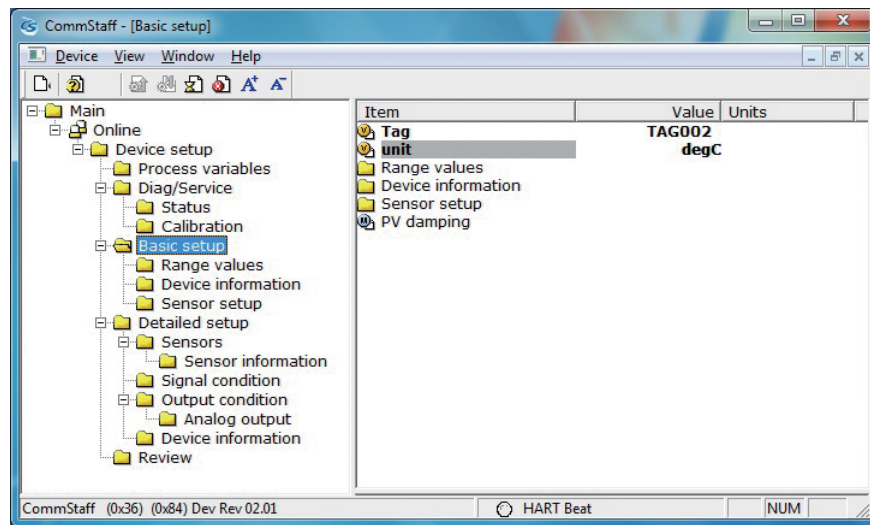 CommStaff - [Basic setup]
Device View Window Help
Main
Online
Device setup
Process variables
Diag/Service
Status
Calibration
Basic setup
Range values
Device information
Sensor setup
Detailed setup
Sensors
Sensor information
Signal condition
Output condition
Analog output
Device information
Review
Item Value Units
Tag TAG002
unit degC
Range values
Device information
Sensor setup
PV damping
CommStaff (0x36) (0x84) Dev Rev 02.01 HART Beat NUM